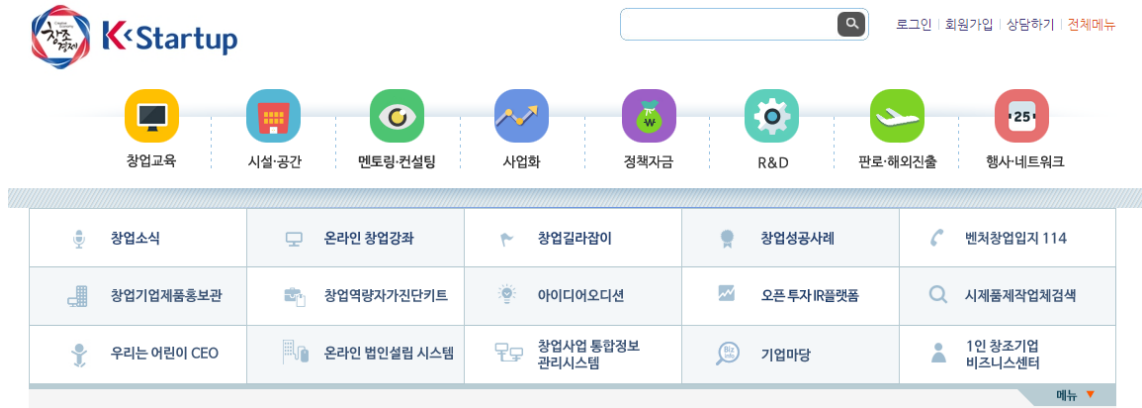 창조경제
K Startup
로그인 | 회원가입 | 상담하기 | 전체메뉴
25
창업교육
시설·공간
멘토링·컨설팅
사업화
정책자금
R&D
판로·해외진출
행사·네트워크
창업소식
온라인 창업강좌
창업길라잡이
창업성공사례
벤처창업입지 114
창업기업제품홍보관
창업역량자가진단키트
아이디어오디션
오픈 투자 IR플랫폼
시제품제작업체검색
우리는 어린이 CEO
온라인 법인설립 시스템
창업사업 통합정보
관리시스템
기업마당
1인 창조기업
비즈니스센터
메뉴 ▼